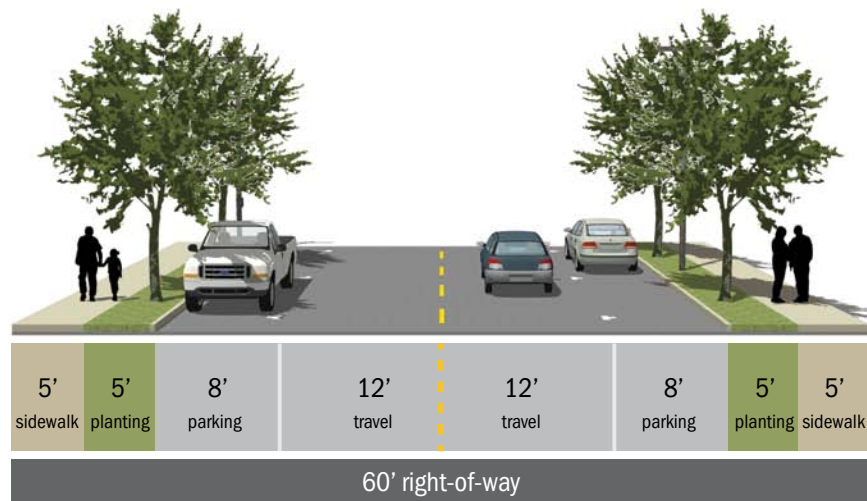 5’ 5’ 8’ 12’ 12’ 8’ 5’ 5’
sidewalk planting parking travel travel parking planting sidewalk
60’ right-of-way